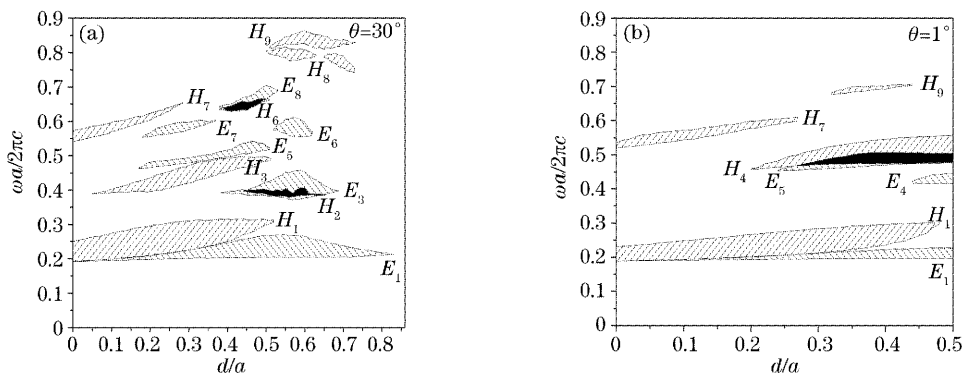 (a)
θ=30°
0.9
0.8
0.7
0.6
0.5
0.4
0.3
0.2
0.1
0
ωa/2πc
H₉
H₈
E₈
H₇
H₆
E₇
E₆
E₅
H₃
E₃
H₂
H₁
E₁
0 0.1 0.2 0.3 0.4 0.5 0.6 0.7 0.8
d/a
(b)
θ=1°
0.9
0.8
0.7
0.6
0.5
0.4
0.3
0.2
0.1
0
ωa/2πc
H₉
H₇
H₄
E₅
E₄
H₁
E₁
0 0.1 0.2 0.3 0.4 0.5
d/a